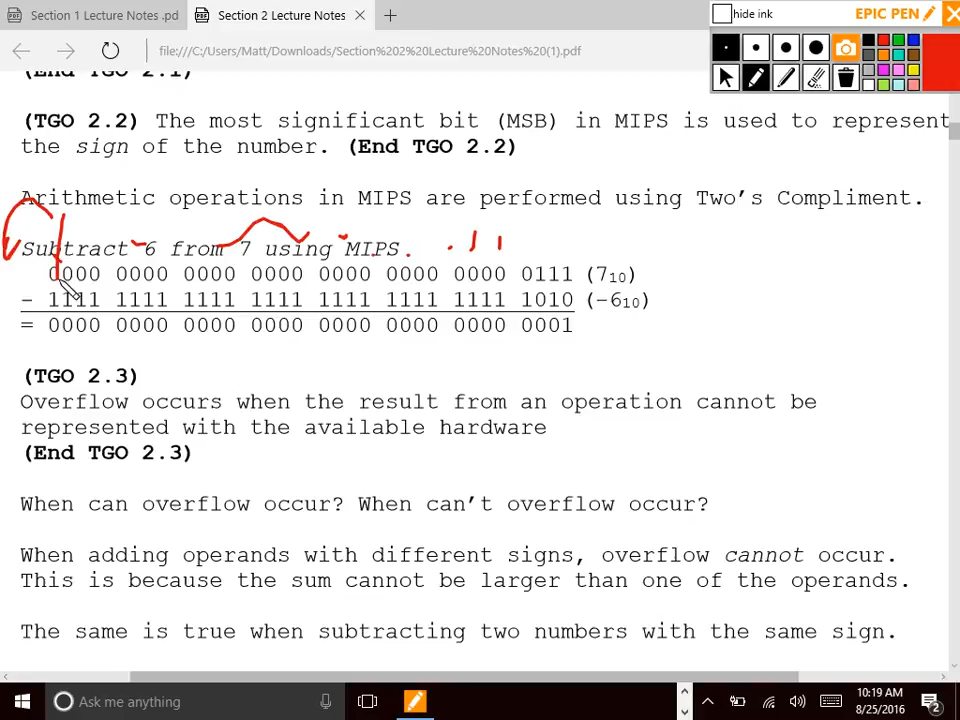 Section 1 Lecture Notes .pd
Section 2 Lecture Notes
hide ink
EPIC PEN
file:///C:/Users/Matt/Downloads/Section%202%20Lecture%20Notes%20(1).pdf
(End TGO 2.1)
(TGO 2.2) The most significant bit (MSB) in MIPS is used to represent
the sign of the number. (End TGO 2.2)
Arithmetic operations in MIPS are performed using Two's Compliment.
Subtract 6 from 7 using MIPS.
0000 0000 0000 0000 0000 0000 0000 0111 (7₁₀)
- 1111 1111 1111 1111 1111 1111 1111 1010 (-6₁₀)
= 0000 0000 0000 0000 0000 0000 0000 0001
(TGO 2.3)
Overflow occurs when the result from an operation cannot be
represented with the available hardware
(End TGO 2.3)
When can overflow occur? When can't overflow occur?
When adding operands with different signs, overflow cannot occur.
This is because the sum cannot be larger than one of the operands.
The same is true when subtracting two numbers with the same sign.
Ask me anything
10:19 AM
8/25/2016
2